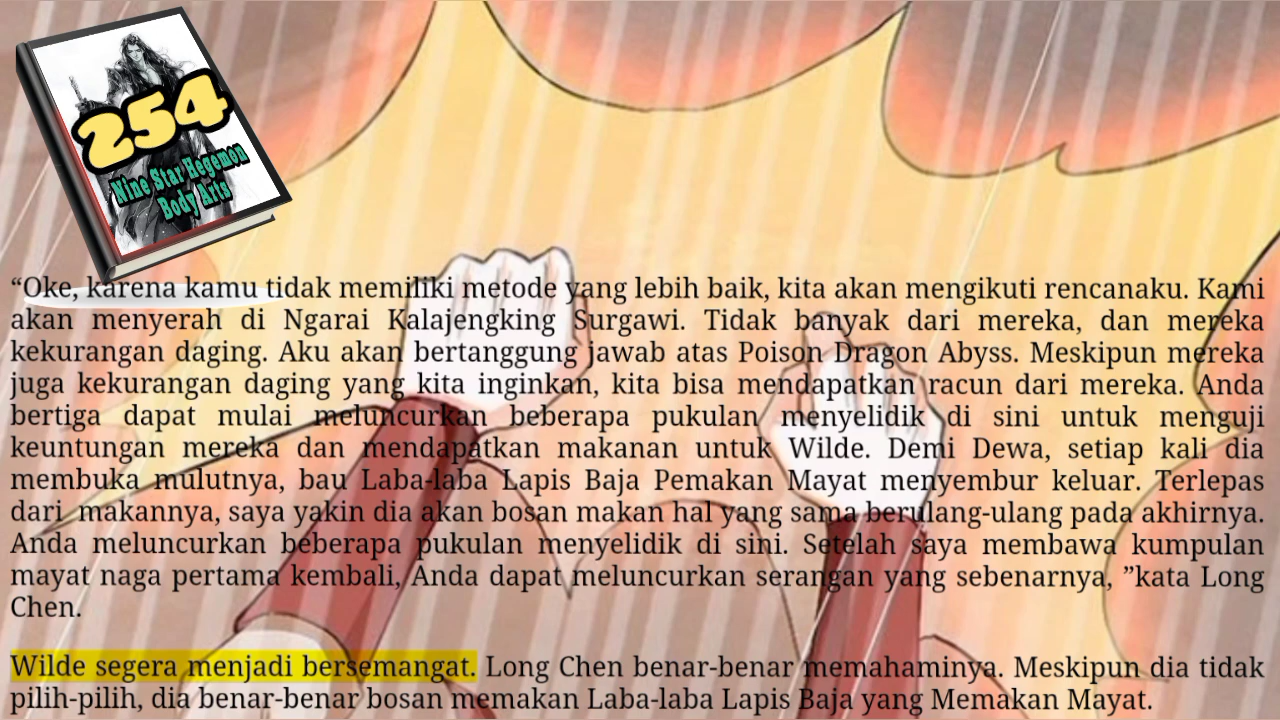 254
Nine Star Hegemon
Body Arts
“Oke, karena kamu tidak memiliki metode yang lebih baik, kita akan mengikuti rencanaku. Kami
akan menyerah di Ngarai Kalajengking Surgawi. Tidak banyak dari mereka, dan mereka
kekurangan daging. Aku akan bertanggung jawab atas Poison Dragon Abyss. Meskipun mereka
juga kekurangan daging yang kita inginkan, kita bisa mendapatkan racun dari mereka. Anda
bertiga dapat mulai meluncurkan beberapa pukulan menyelidik di sini untuk menguji
keuntungan mereka dan mendapatkan makanan untuk Wilde. Demi Dewa, setiap kali dia
membuka mulutnya, bau Laba-laba Lapis Baja Pemakan Mayat menyembur keluar. Terlepas
dari makannya, saya yakin dia akan bosan makan hal yang sama berulang-ulang pada akhirnya.
Anda meluncurkan beberapa pukulan menyelidik di sini. Setelah saya membawa kumpulan
mayat naga pertama kembali, Anda dapat meluncurkan serangan yang sebenarnya, ”kata Long
Chen.
Wilde segera menjadi bersemangat. Long Chen benar-benar memahaminya. Meskipun dia tidak
pilih-pilih, dia benar-benar bosan memakan Laba-laba Lapis Baja yang Memakan Mayat.